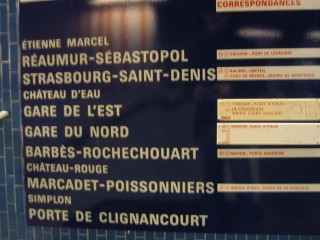 CORRESPONDANCES
ÉTIENNE MARCEL
RÉAUMUR-SÉBASTOPOL
STRASBOURG-SAINT-DENIS
CHÂTEAU D'EAU
GARE DE L'EST
GARE DU NORD
BARBÈS-ROCHECHOUART
CHÂTEAU-ROUGE
MARCADET-POISSONNIERS
SIMPLON
PORTE DE CLIGNANCOURT